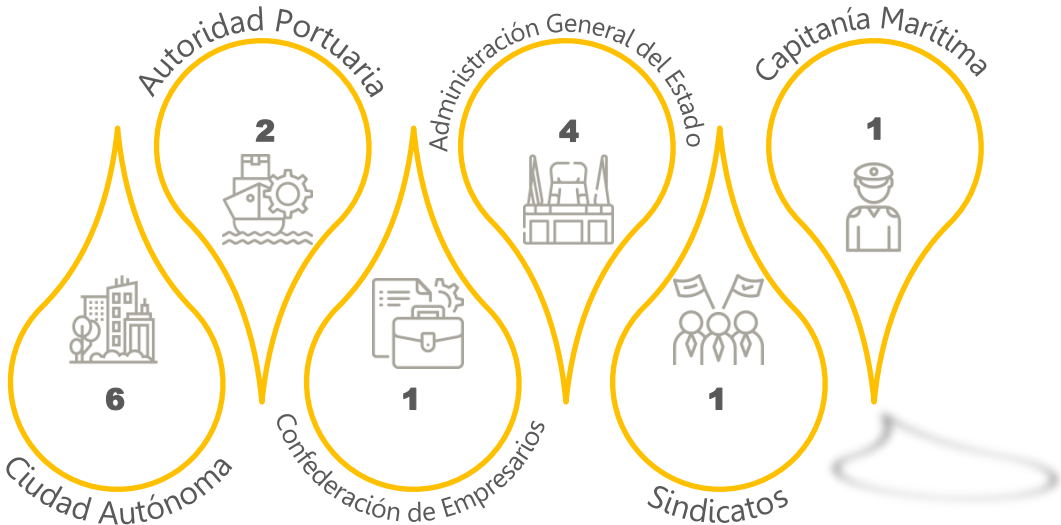 Autoridad Portuaria
2
Administración General del Estado
4
Capitanía Marítima
1
6
Ciudad Autónoma
1
Confederación de Empresarios
1
Sindicatos